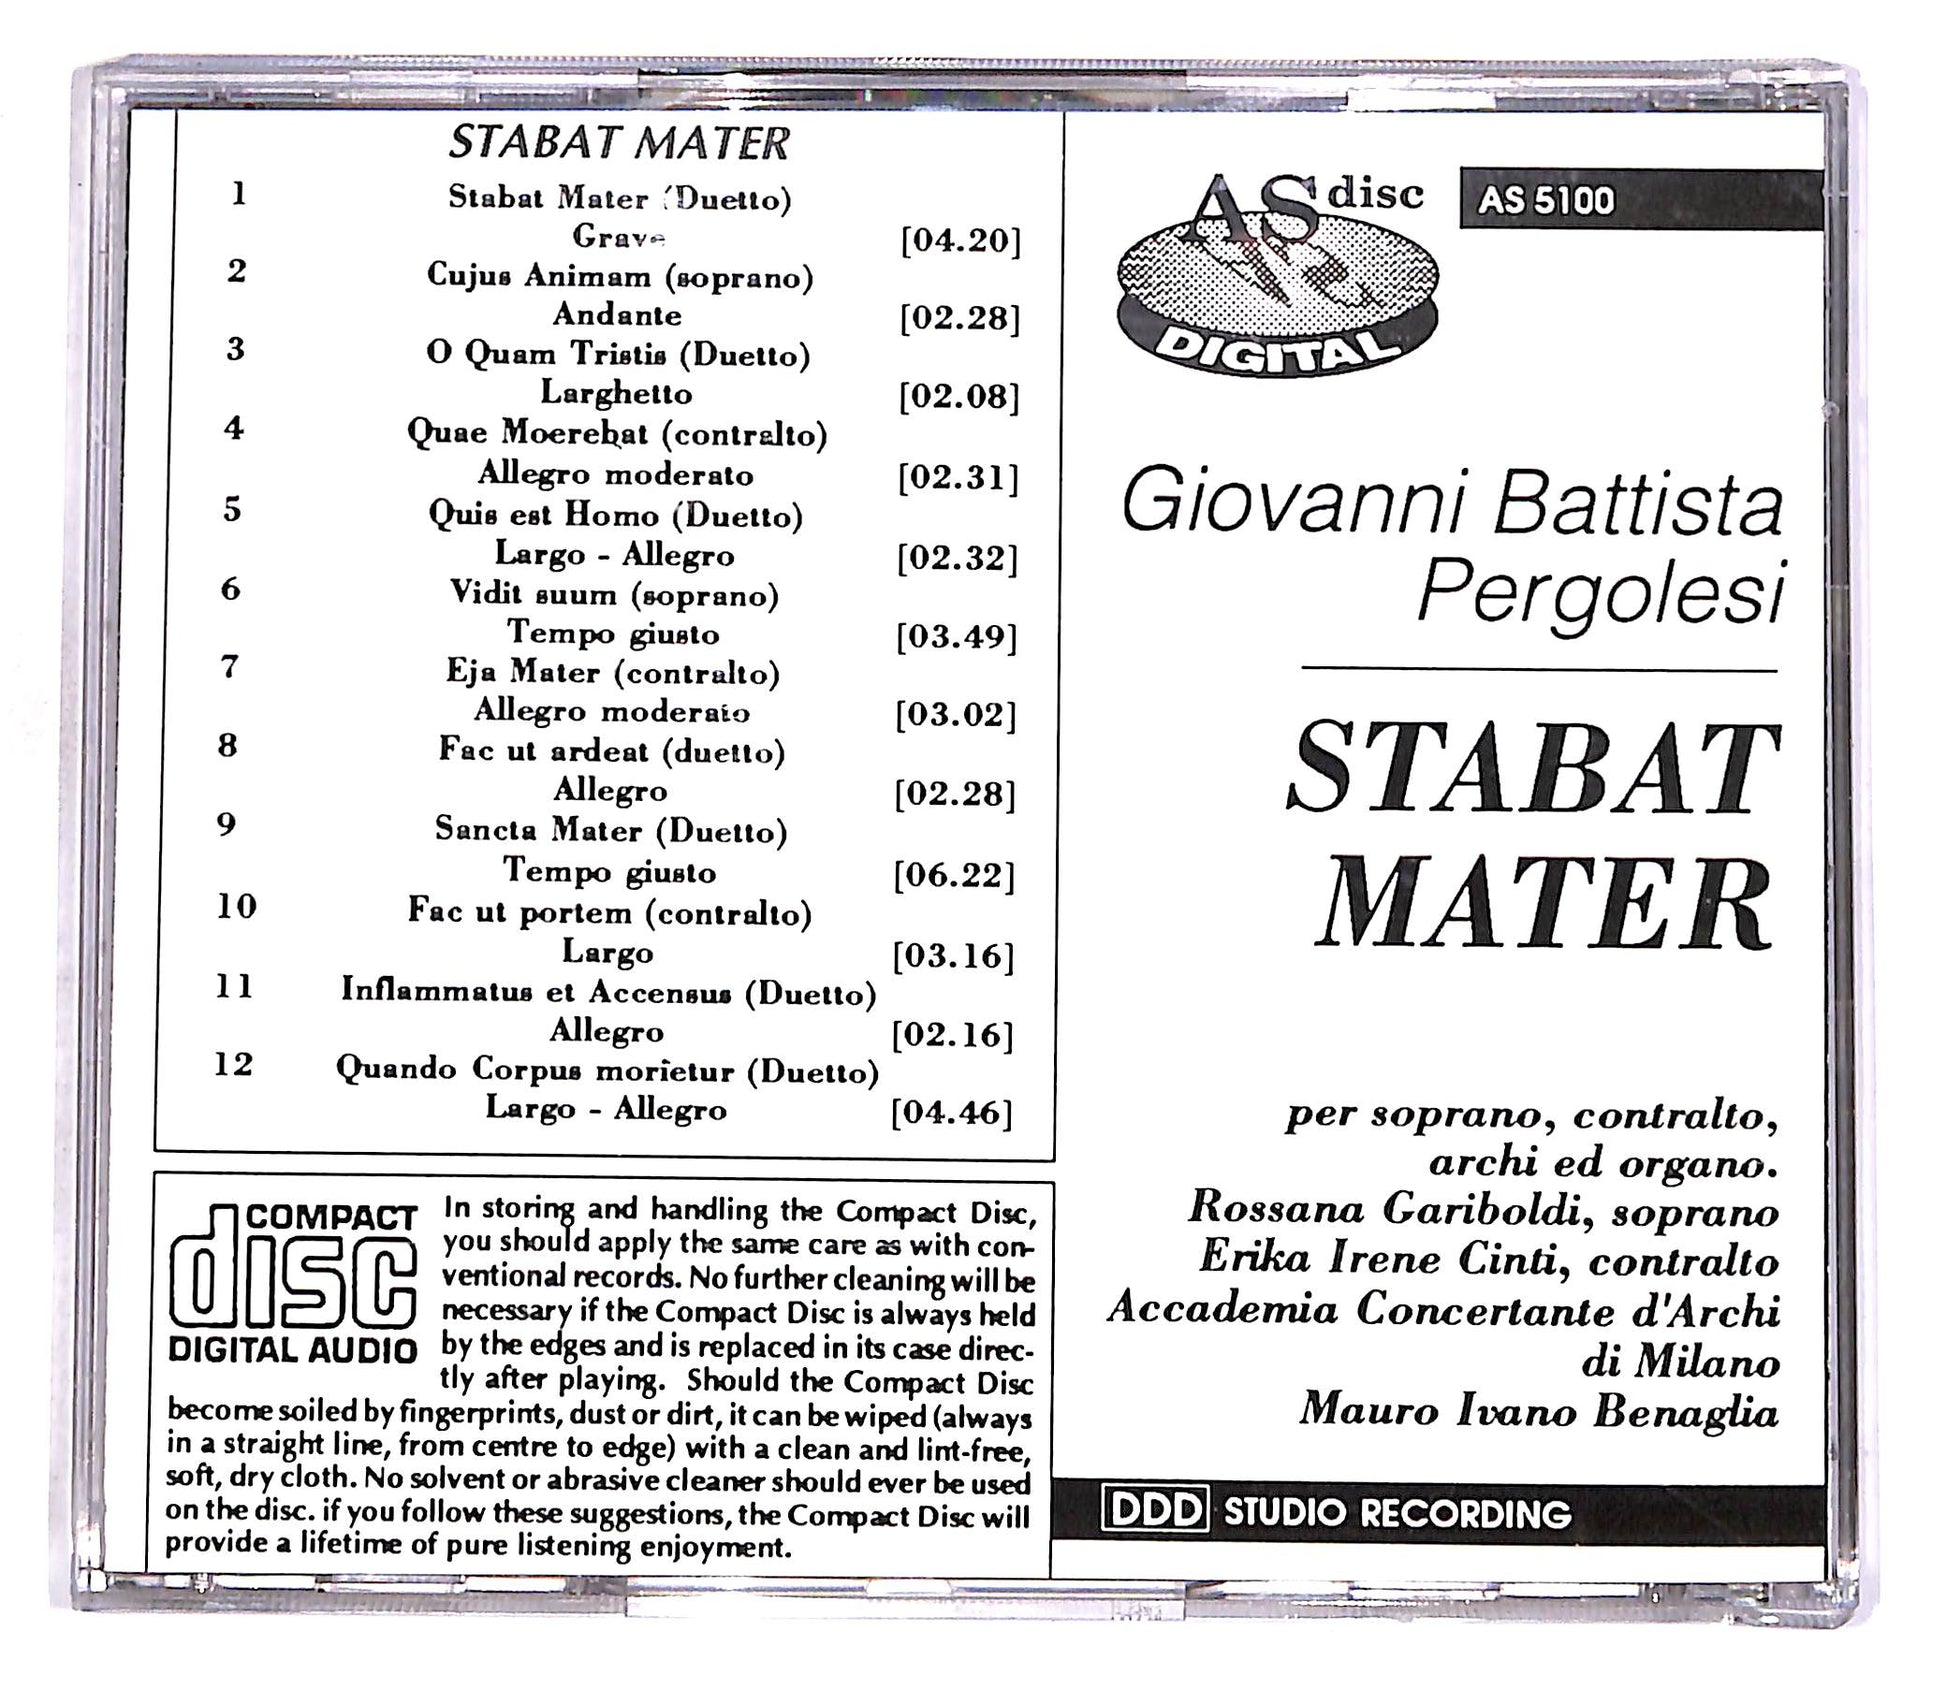 STABAT MATER
1 Stabat Mater (Duetto)
Grave [04.20]
2 Cujus Animam (soprano)
Andante [02.28]
3 O Quam Tristis (Duetto)
Larghetto [02.08]
4 Quae Moerebat (contralto)
Allegro moderato [02.31]
5 Quis est Homo (Duetto)
Largo - Allegro [02.32]
6 Vidit suum (soprano)
Tempo giusto [03.49]
7 Eja Mater (contralto)
Allegro moderato [03.02]
8 Fac ut ardeat (duetto)
Allegro [02.28]
9 Sancta Mater (Duetto)
Tempo giusto [06.22]
10 Fac ut portem (contralto)
Largo [03.16]
11 Inflammatus et Accensus (Duetto)
Allegro [02.16]
12 Quando Corpus morietur (Duetto)
Largo - Allegro [04.46]
COMPACT
disc
DIGITAL AUDIO
In storing and handling the Compact Disc,
you should apply the same care as with con-
ventional records. No further cleaning will be
necessary if the Compact Disc is always held
by the edges and is replaced in its case direc-
tly after playing. Should the Compact Disc
become soiled by fingerprints, dust or dirt, it can be wiped (always
in a straight line, from centre to edge) with a clean and lint-free,
soft, dry cloth. No solvent or abrasive cleaner should ever be used
on the disc. if you follow these suggestions, the Compact Disc will
provide a lifetime of pure listening enjoyment.
AS disc
DIGITAL
AS 5100
Giovanni Battista
Pergolesi
STABAT
MATER
per soprano, contralto,
archi ed organo.
Rossana Gariboldi, soprano
Erika Irene Cinti, contralto
Accademia Concertante d'Archi
di Milano
Mauro Ivano Benaglia
DDD STUDIO RECORDING